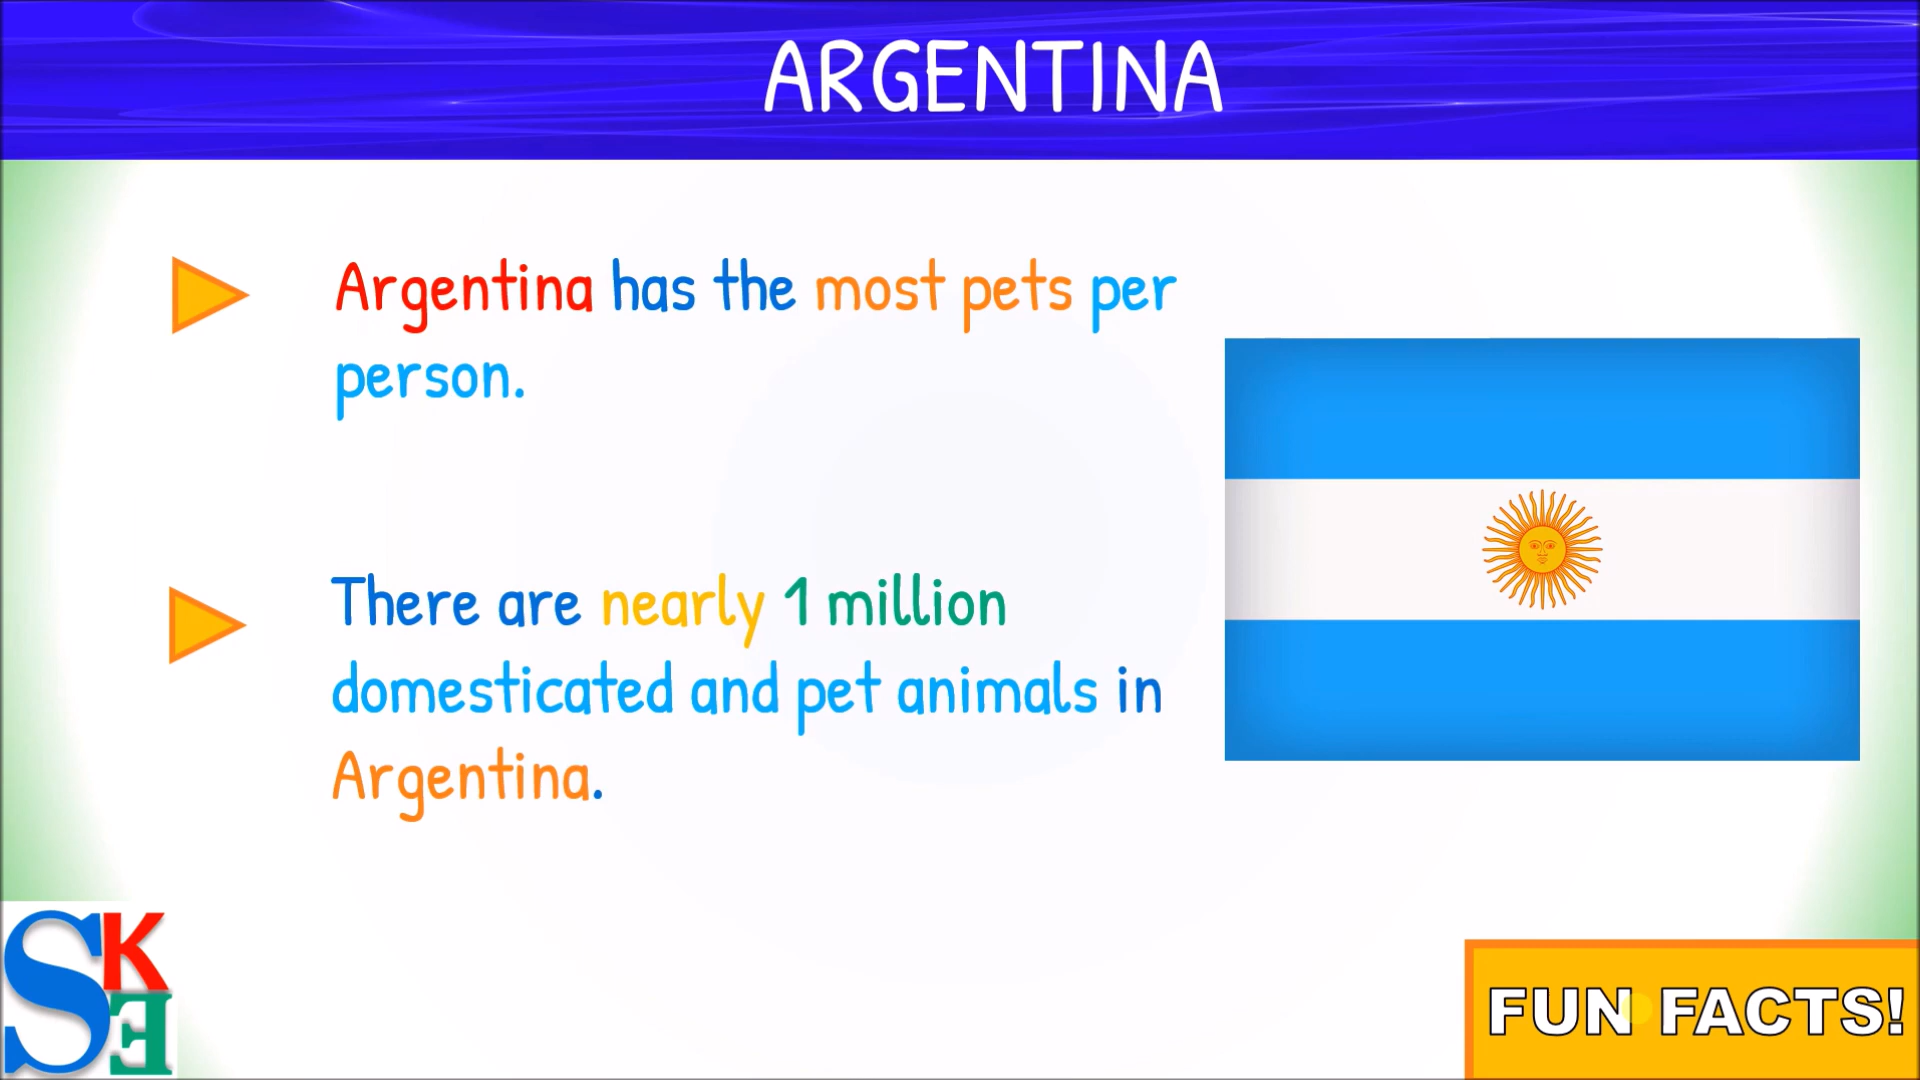 ARGENTINA
Argentina has the most pets per
person.
There are nearly 1 million
domesticated and pet animals in
Argentina.
SKE
FUN FACTS!